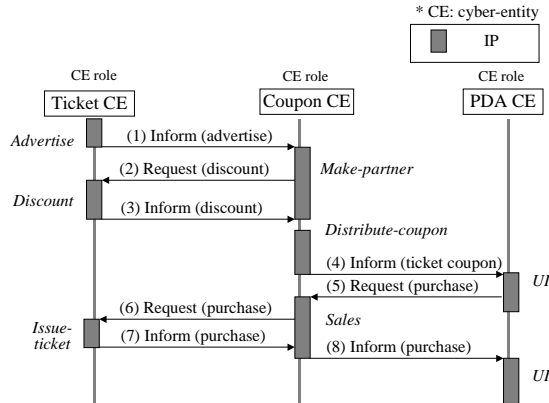 * CE: cyber-entity
IP
CE role
CE role
CE role
Ticket CE
Coupon CE
PDA CE
Advertise
(1) Inform (advertise)
(2) Request (discount)
Make-partner
Discount
(3) Inform (discount)
Distribute-coupon
(4) Inform (ticket coupon)
UI
(5) Request (purchase)
(6) Request (purchase)
Sales
Issue-
ticket
(7) Inform (purchase)
(8) Inform (purchase)
UI